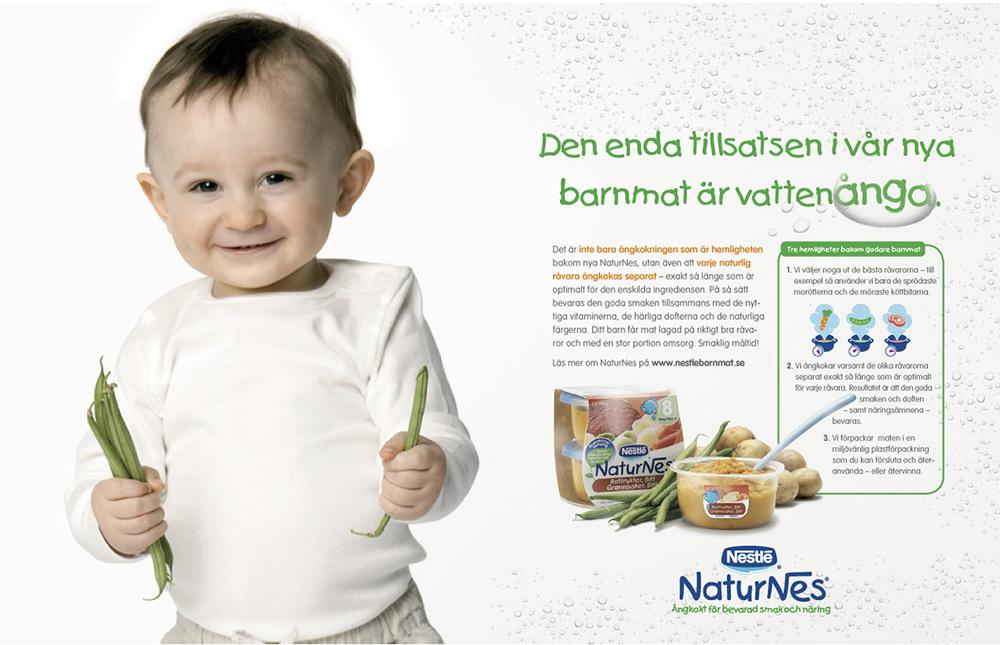 Den enda tillsatsen i vår nya
barnmat är vattenånga.
Det är inte bara ångkokningen som är hemligheten
bakom nya NaturNes, utan även att varje naturlig
råvara ångkokas separat – exakt så länge som är
optimalt för den enskilda ingrediensen. På så sätt
bevaras den goda smaken tillsammans med de nyt-
tiga vitaminerna, de härliga dofterna och de naturliga
färgerna. Ditt barn får mat lagad på riktigt bra råva-
ror och med en stor portion omsorg. Smaklig måltid!
Läs mer om NaturNes på www.nestlebarnmat.se
Tre hemligheter bakom godare barnmat
1. Vi väljer noga ut de bästa råvarorna – till
exempel så använder vi bara de sprödaste
morötterna och de möraste köttbitarna.
2. Vi ångkokar varsamt de olika råvarorna
separat exakt så länge som är optimalt
för varje råvara. Resultatet är att den goda
smaken och doften
– samt näringsämnena –
bevaras.
3. Vi förpackar maten i en
miljövänlig plastförpackning
som du kan försluta och åter-
använda – eller återvinna.
8
Nestlé
NaturNes
Rotfrukter, Biff
Grønnsaker, Biff
Rotfrukter, Biff
Grønnsaker, Biff
Nestlé
NaturNes®
Ångkokt för bevarad smak och näring